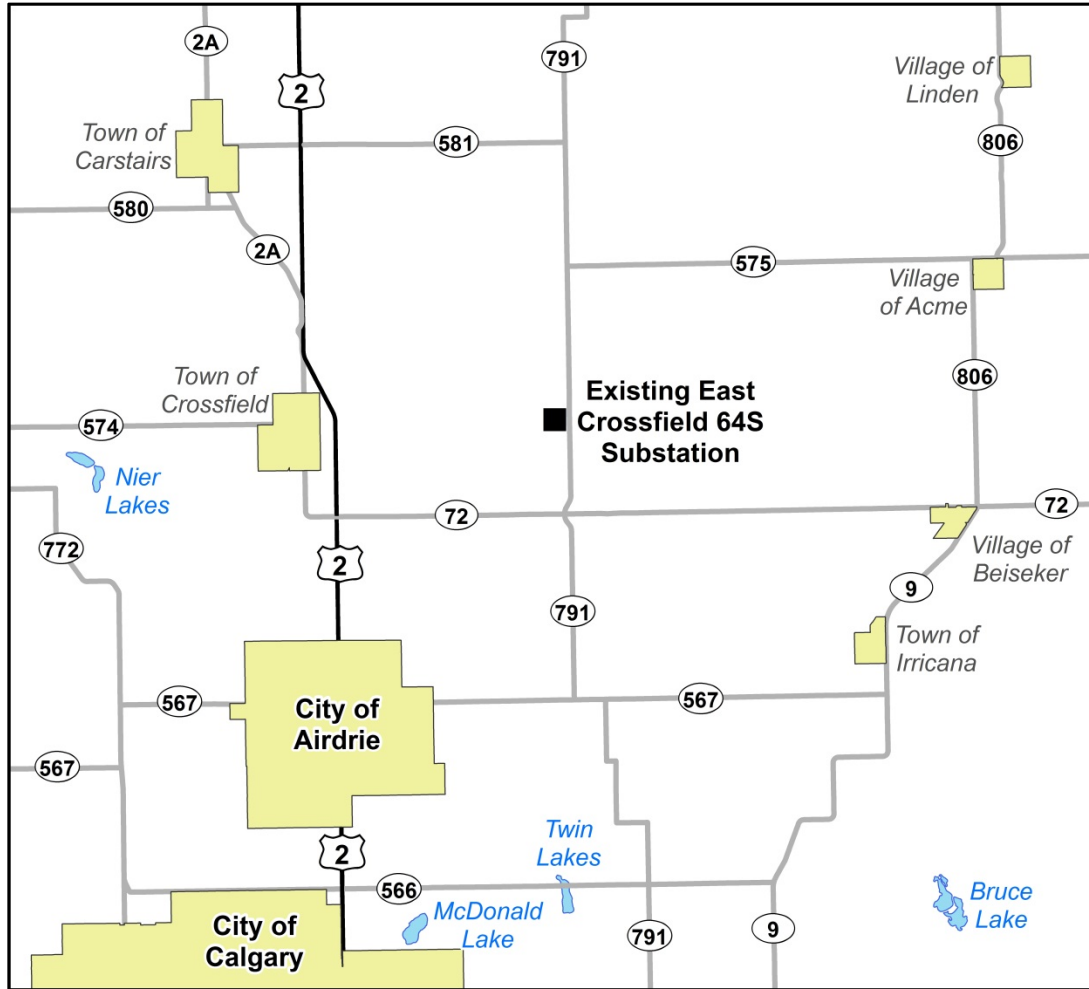 2A
791
2
Village of
Linden
Town of
Carstairs
581
806
580
2A
575
Village
of Acme
Town of
Crossfield
806
Existing East
Crossfield 64S
Substation
574
Nier
Lakes
72
72
772
2
Village of
Beiseker
9
791
Town of
Irricana
567
City of
Airdrie
567
567
2
Twin
Lakes
566
McDonald
Lake
Bruce
Lake
City of
Calgary
791
9